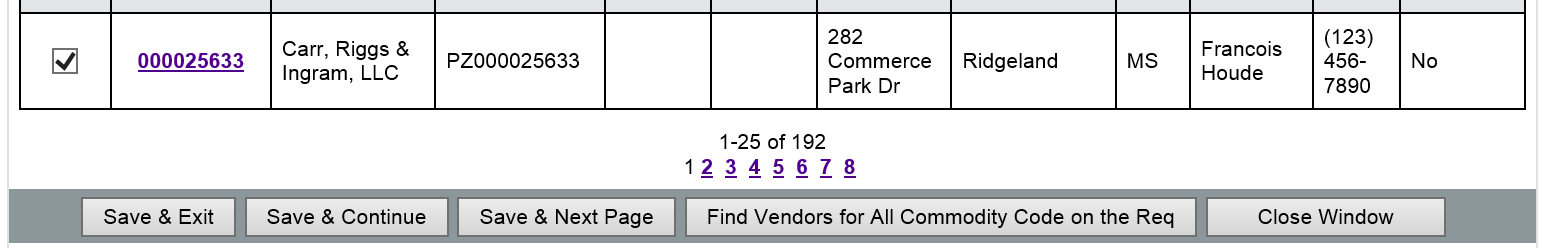 000025633
Carr, Riggs &
Ingram, LLC
PZ000025633
282
Commerce
Park Dr
Ridgeland
MS
Francois
Houde
(123)
456-
7890
No
1-25 of 192
1 2 3 4 5 6 7 8
Save & Exit Save & Continue Save & Next Page Find Vendors for All Commodity Code on the Req Close Window